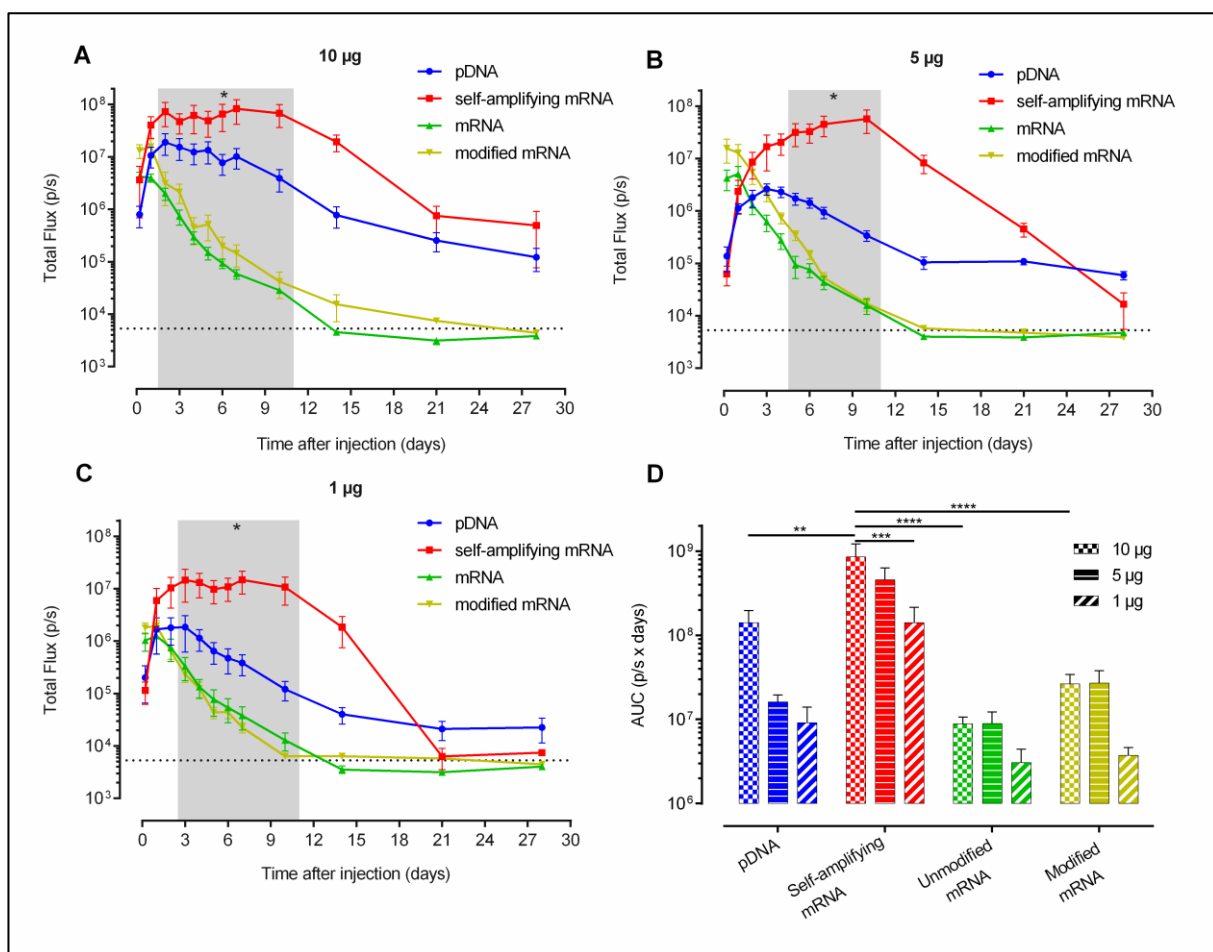 A
10 µg
pDNA
self-amplifying mRNA
mRNA
modified mRNA
*
Total Flux (p/s)
10⁸
10⁷
10⁶
10⁵
10⁴
10³
0 3 6 9 12 15 18 21 24 27 30
Time after injection (days)
B
5 µg
pDNA
self-amplifying mRNA
mRNA
modified mRNA
*
Total Flux (p/s)
10⁸
10⁷
10⁶
10⁵
10⁴
10³
0 3 6 9 12 15 18 21 24 27 30
Time after injection (days)
C
1 µg
pDNA
self-amplifying mRNA
mRNA
modified mRNA
*
Total Flux (p/s)
10⁸
10⁷
10⁶
10⁵
10⁴
10³
0 3 6 9 12 15 18 21 24 27 30
Time after injection (days)
D
****
****
**
***
10 µg
5 µg
1 µg
AUC (p/s x days)
10⁹
10⁸
10⁷
10⁶
pDNA
Self-amplifying
mRNA
Unmodified
mRNA
Modified
mRNA